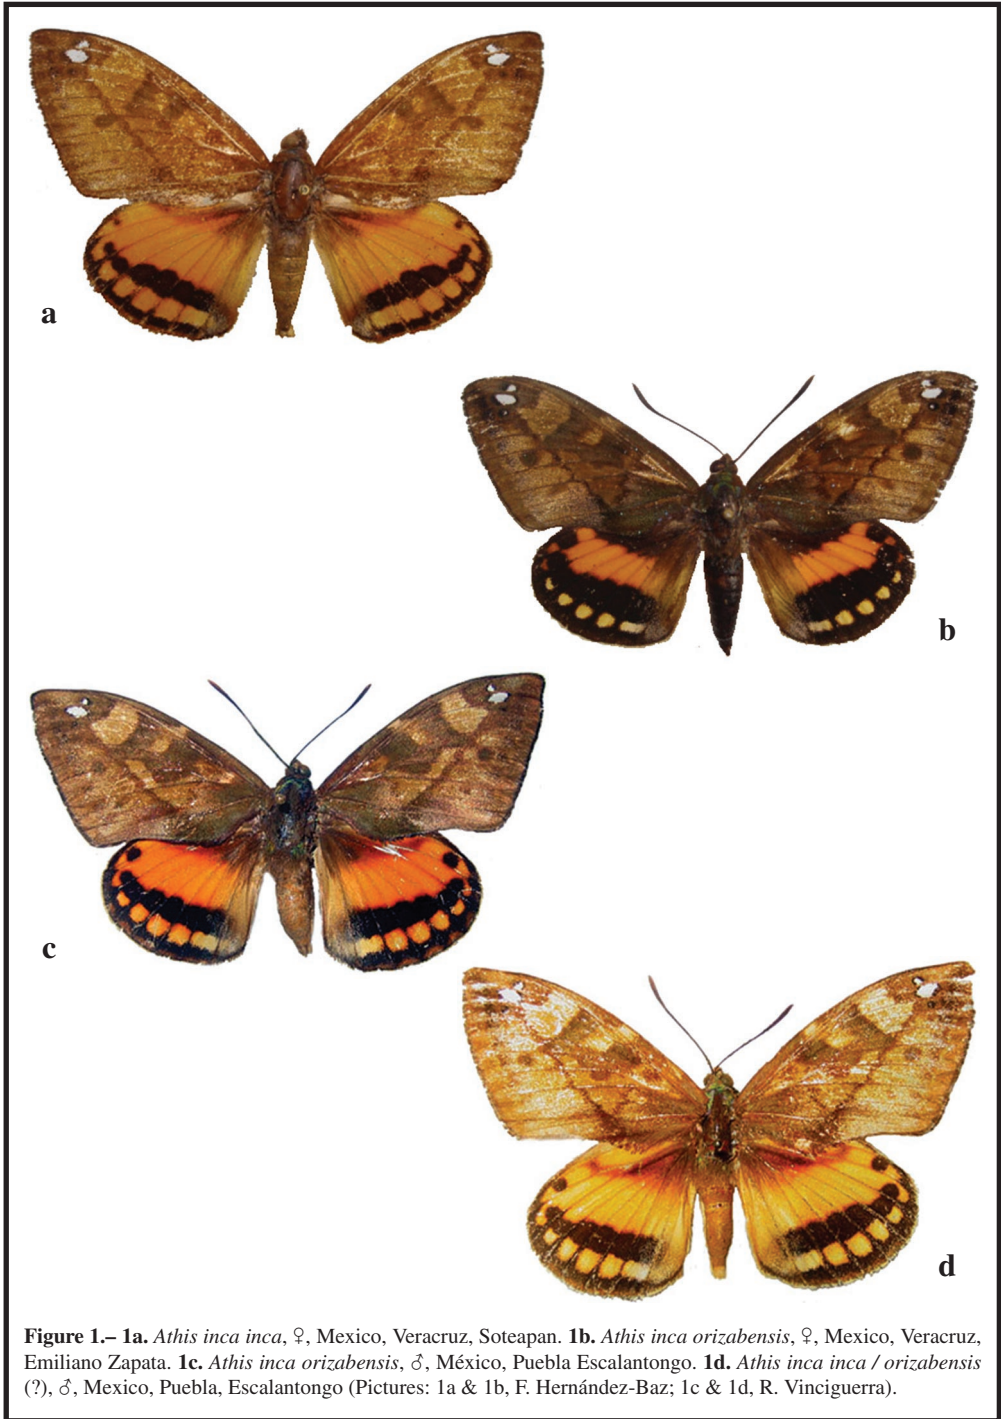 a
b
c
d
Figure 1.– 1a. Athis inca inca, ♀, Mexico, Veracruz, Soteapan. 1b. Athis inca orizabensis, ♀, Mexico, Veracruz,
Emiliano Zapata. 1c. Athis inca orizabensis, ♂, México, Puebla Escalantongo. 1d. Athis inca inca / orizabensis
(?), ♂, Mexico, Puebla, Escalantongo (Pictures: 1a & 1b, F. Hernández-Baz; 1c & 1d, R. Vinciguerra).